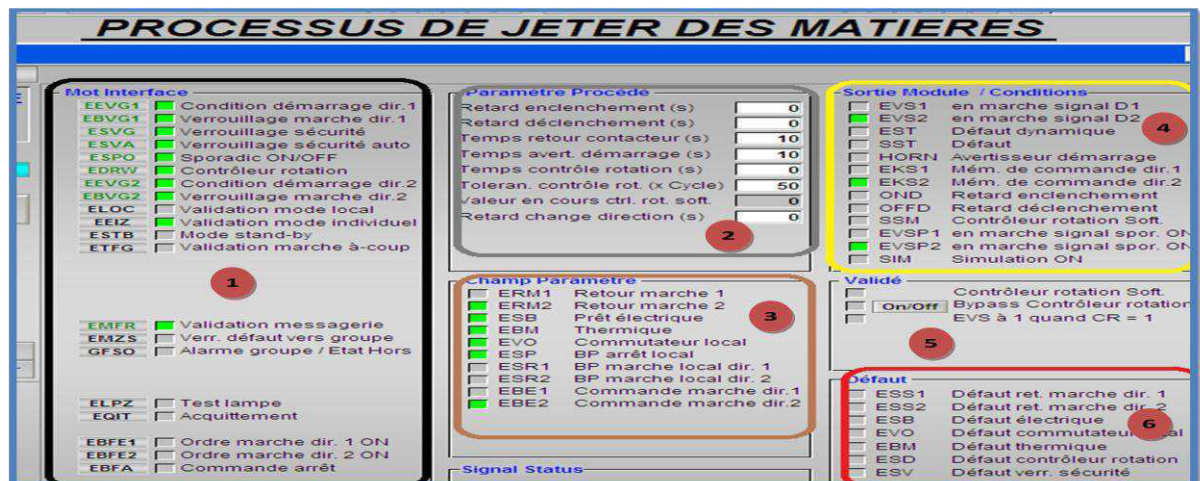 PROCESSUS DE JETER DES MATIERES
Mot Interface
EEVG1 Condition démarrage dir.1
EBVG1 Verrouillage marche dir.1
ESVG Verrouillage sécurité
ESVA Verrouillage sécurité auto
ESPO Sporadic ON/OFF
EDRW Contrôleur rotation
EEVG2 Condition démarrage dir.2
EBVG2 Verrouillage marche dir.2
ELOC Validation mode local
EEIZ Validation mode individuel
ESTB Mode stand-by
ETFG Validation marche à-coup
1
EMFR Validation messagerie
EMZS Verr. défaut vers groupe
GFSO Alarme groupe / Etat Hors
ELPZ Test lampe
EQIT Acquittement
EBFE1 Ordre marche dir. 1 ON
EBFE2 Ordre marche dir. 2 ON
EBFA Commande arrêt
Paramètre Procédé
Retard enclenchement (s) 0
Retard déclenchement (s) 0
Temps retour contacteur (s) 10
Temps avert. démarrage (s) 10
Temps contrôle rotation (s) 0
Toleran. contrôle rot. (x Cycle) 50
Valeur en cours ctrl. rot. soft. 0
Retard change direction (s) 0
2
Champ Parametre
ERM1 Retour marche 1
ERM2 Retour marche 2
ESB Prêt électrique
EBM Thermique
EVO Commutateur local
ESP BP arrêt local
ESR1 BP marche local dir. 1
ESR2 BP marche local dir. 2
EBE1 Commande marche dir.1
EBE2 Commande marche dir.2
3
Signal Status
Sortie Module / Conditions
EVS1 en marche signal D1
EVS2 en marche signal D2
EST Défaut dynamique
SST Défaut
HORN Avertisseur démarrage
EKS1 Mém. de commande dir.1
EKS2 Mém. de commande dir.2
OND Retard enclenchement
OFFD Retard déclenchement
SSM Contrôleur rotation Soft.
EVSP1 en marche signal spor. ON
EVSP2 en marche signal spor. ON
SIM Simulation ON
4
Validé
Contrôleur rotation Soft.
On/Off Bypass Contrôleur rotation
EVS à 1 quand CR = 1
5
Défaut
ESS1 Défaut ret. marche dir. 1
ESS2 Défaut ret. marche dir. 2
ESB Défaut électrique
EVO Défaut commutateur
EBM Défaut thermique
ESD Défaut contrôleur rotation
ESV Défaut verr. sécurité
6